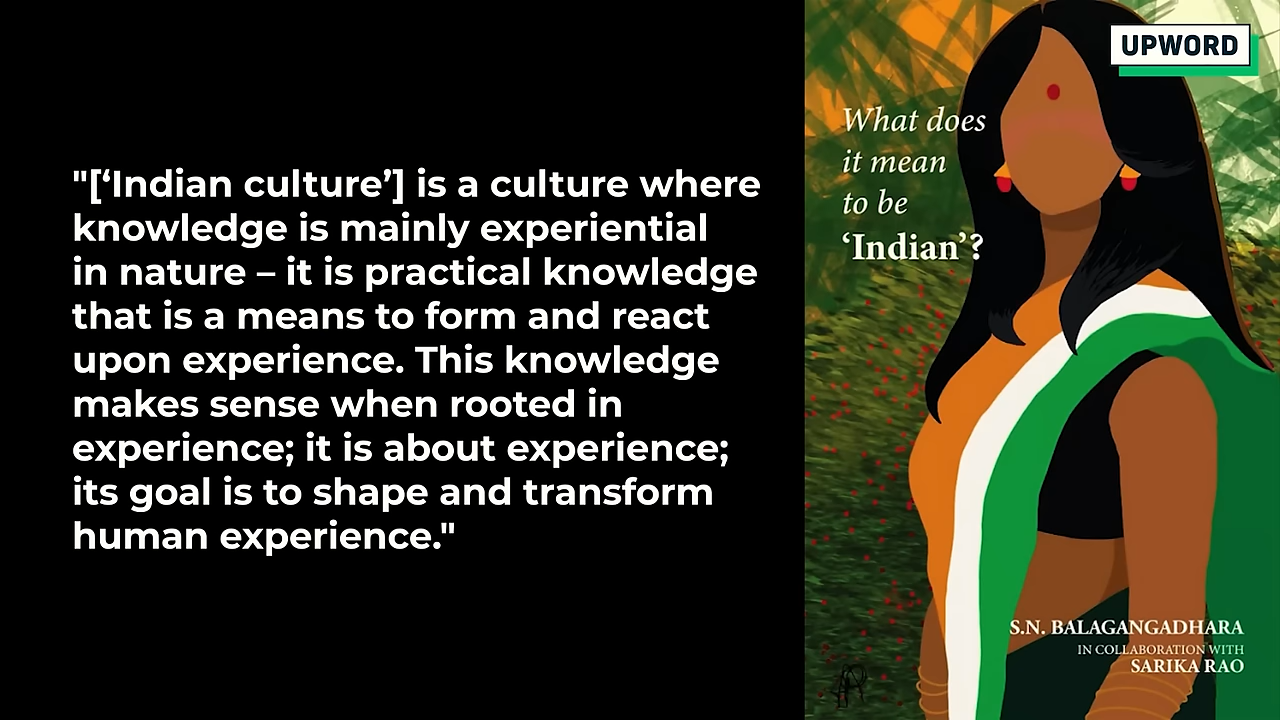 "[‘Indian culture’] is a culture where
knowledge is mainly experiential
in nature – it is practical knowledge
that is a means to form and react
upon experience. This knowledge
makes sense when rooted in
experience; it is about experience;
its goal is to shape and transform
human experience."
UPWORD
What does
it mean
to be
‘Indian’?
S.N. BALAGANGADHARA
IN COLLABORATION WITH
SARIKA RAO